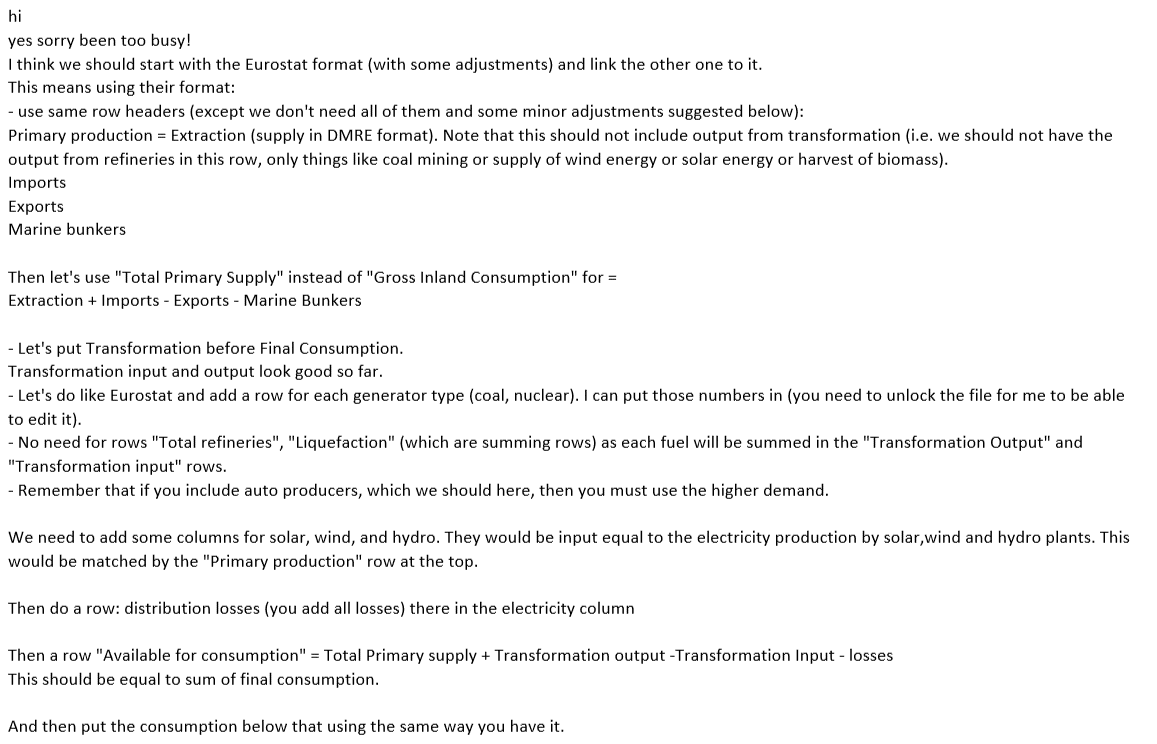 hi
yes sorry been too busy!
I think we should start with the Eurostat format (with some adjustments) and link the other one to it.
This means using their format:
- use same row headers (except we don't need all of them and some minor adjustments suggested below):
Primary production = Extraction (supply in DMRE format). Note that this should not include output from transformation (i.e. we should not have the
output from refineries in this row, only things like coal mining or supply of wind energy or solar energy or harvest of biomass).
Imports
Exports
Marine bunkers
Then let's use "Total Primary Supply" instead of "Gross Inland Consumption" for =
Extraction + Imports - Exports - Marine Bunkers
- Let's put Transformation before Final Consumption.
Transformation input and output look good so far.
- Let's do like Eurostat and add a row for each generator type (coal, nuclear). I can put those numbers in (you need to unlock the file for me to be able
to edit it).
- No need for rows "Total refineries", "Liquefaction" (which are summing rows) as each fuel will be summed in the "Transformation Output" and
"Transformation input" rows.
- Remember that if you include auto producers, which we should here, then you must use the higher demand.
We need to add some columns for solar, wind, and hydro. They would be input equal to the electricity production by solar,wind and hydro plants. This
would be matched by the "Primary production" row at the top.
Then do a row: distribution losses (you add all losses) there in the electricity column
Then a row "Available for consumption" = Total Primary supply + Transformation output -Transformation Input - losses
This should be equal to sum of final consumption.
And then put the consumption below that using the same way you have it.